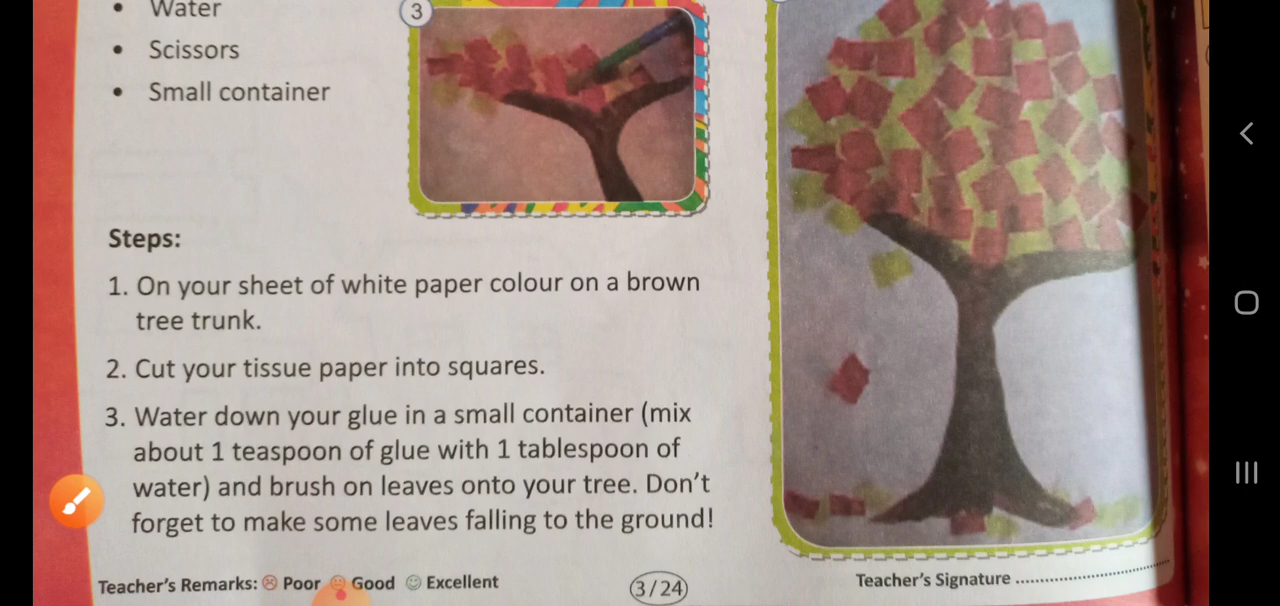 • Water
• Scissors
• Small container
3
Steps:
1. On your sheet of white paper colour on a brown
tree trunk.
2. Cut your tissue paper into squares.
3. Water down your glue in a small container (mix
about 1 teaspoon of glue with 1 tablespoon of
water) and brush on leaves onto your tree. Don't
forget to make some leaves falling to the ground!
Teacher's Remarks: Poor Good Excellent
3/24
Teacher's Signature ...............................